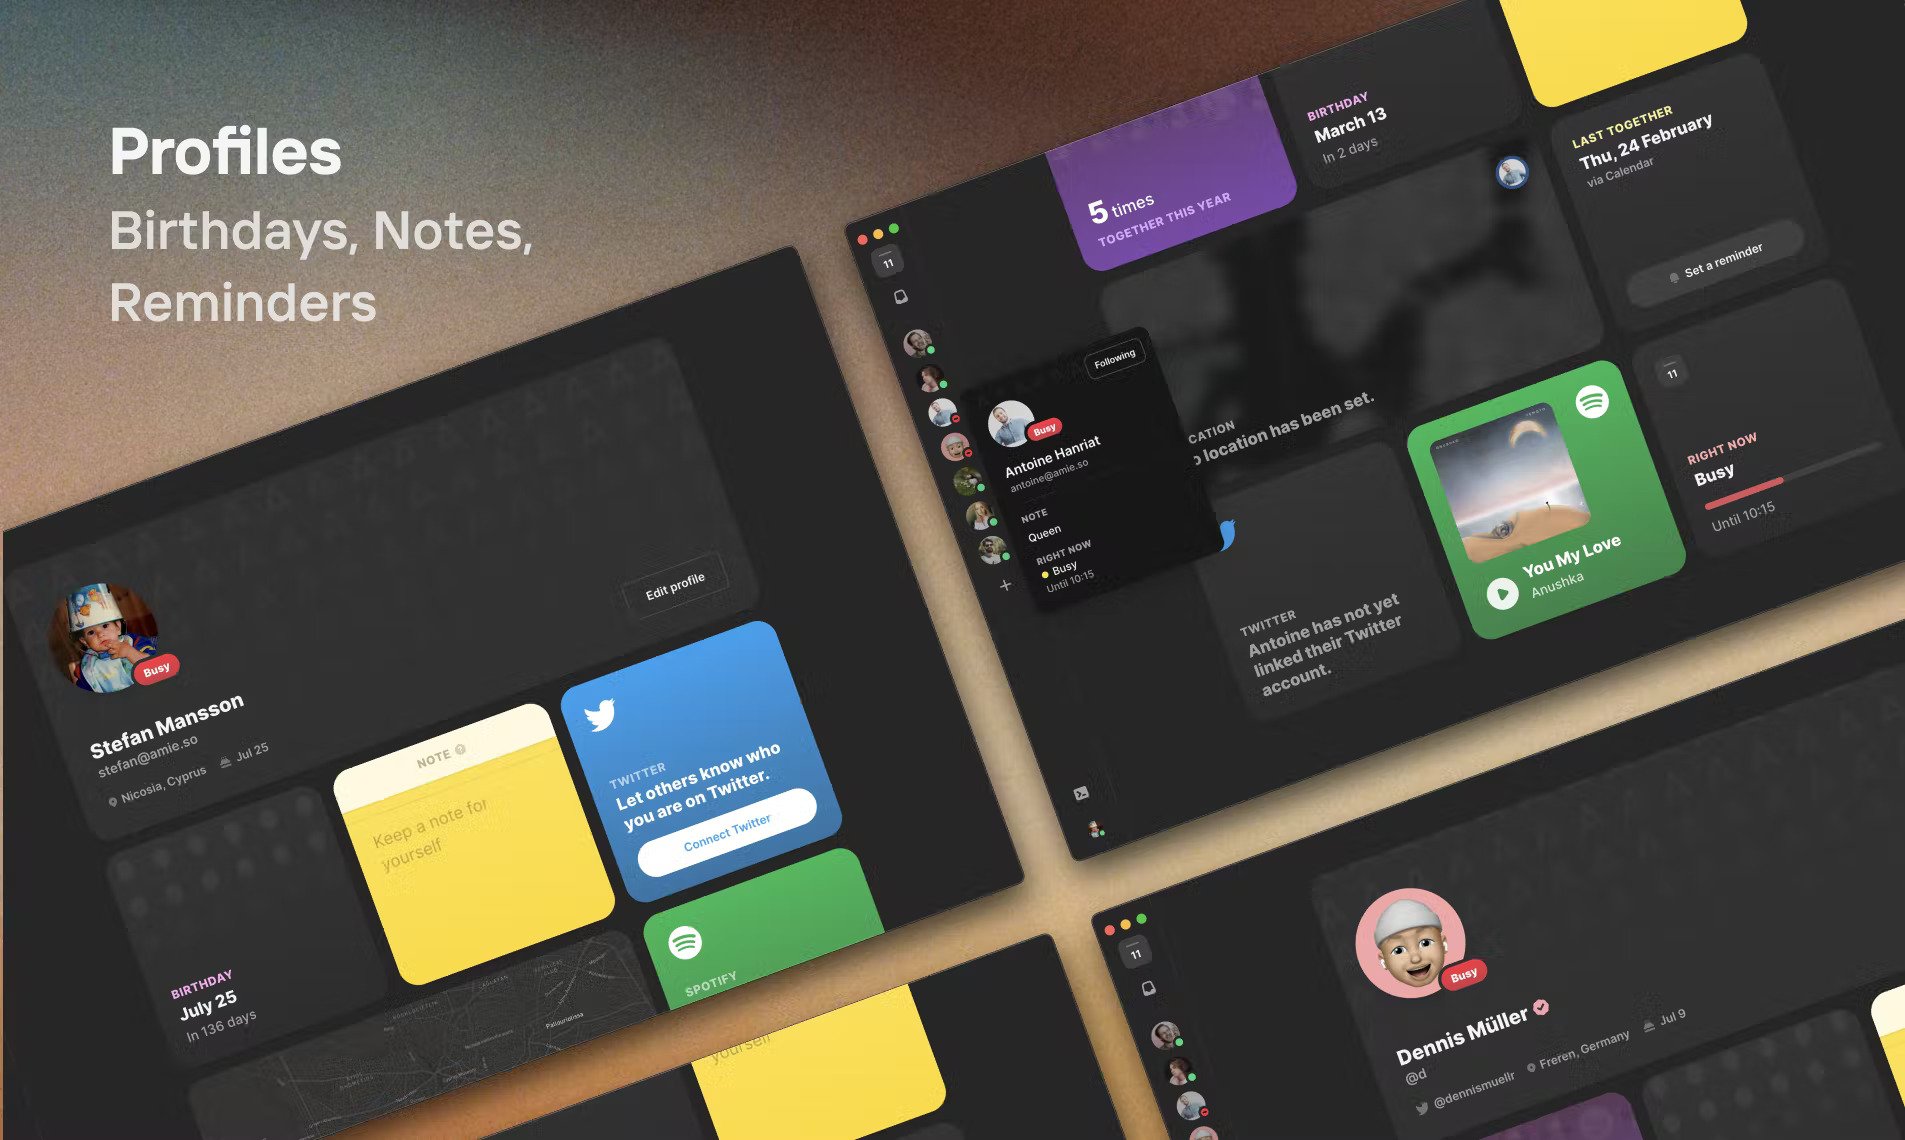 Profiles
Birthdays, Notes,
Reminders
Edit profile
Busy
Stefan Mansson
stefan@amie.so
Nicosia, Cyprus
Jul 25
BIRTHDAY
July 25
In 136 days
NOTE
Keep a note for
yourself
TWITTER
Let others know who
you are on Twitter.
Connect Twitter
SPOTIFY
Pallouriotissa
11
5 times
TOGETHER THIS YEAR
BIRTHDAY
March 13
In 2 days
LAST TOGETHER
Thu, 24 February
via Calendar
Set a reminder
Following
Busy
Antoine Hanriat
antoine@amie.so
NOTE
Queen
RIGHT NOW
Busy
Until 10:15
CATION
o location has been set.
TWITTER
Antoine has not yet
linked their Twitter
account.
You My Love
Anushka
11
RIGHT NOW
Busy
Until 10:15
yourself
11
Busy
Dennis Müller
@d
@dennismuellr
Freren, Germany
Jul 9